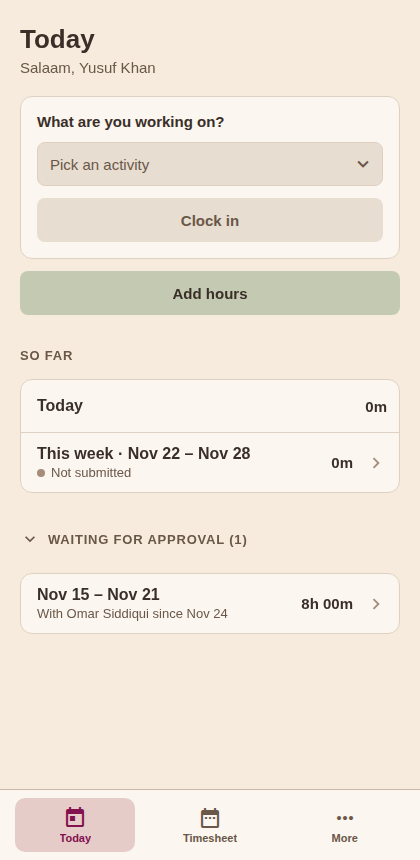 Today
Salaam, Yusuf Khan
What are you working on?
Pick an activity
Clock in
Add hours
SO FAR
Today 0m
This week · Nov 22 – Nov 28
Not submitted
0m
WAITING FOR APPROVAL (1)
Nov 15 – Nov 21
With Omar Siddiqui since Nov 24
8h 00m
Today Timesheet More